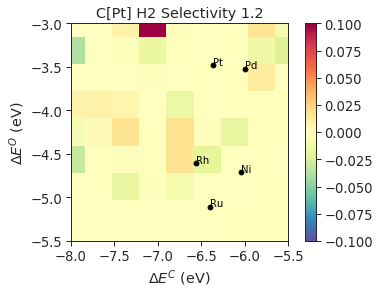 C[Pt] H2 Selectivity 1.2
−3.0
−3.5
−4.0
−4.5
−5.0
−5.5
ΔE^O (eV)
Pt
Pd
Rh
Ni
Ru
−8.0 −7.5 −7.0 −6.5 −6.0 −5.5
ΔE^C (eV)
0.100
0.075
0.050
0.025
0.000
−0.025
−0.050
−0.075
−0.100